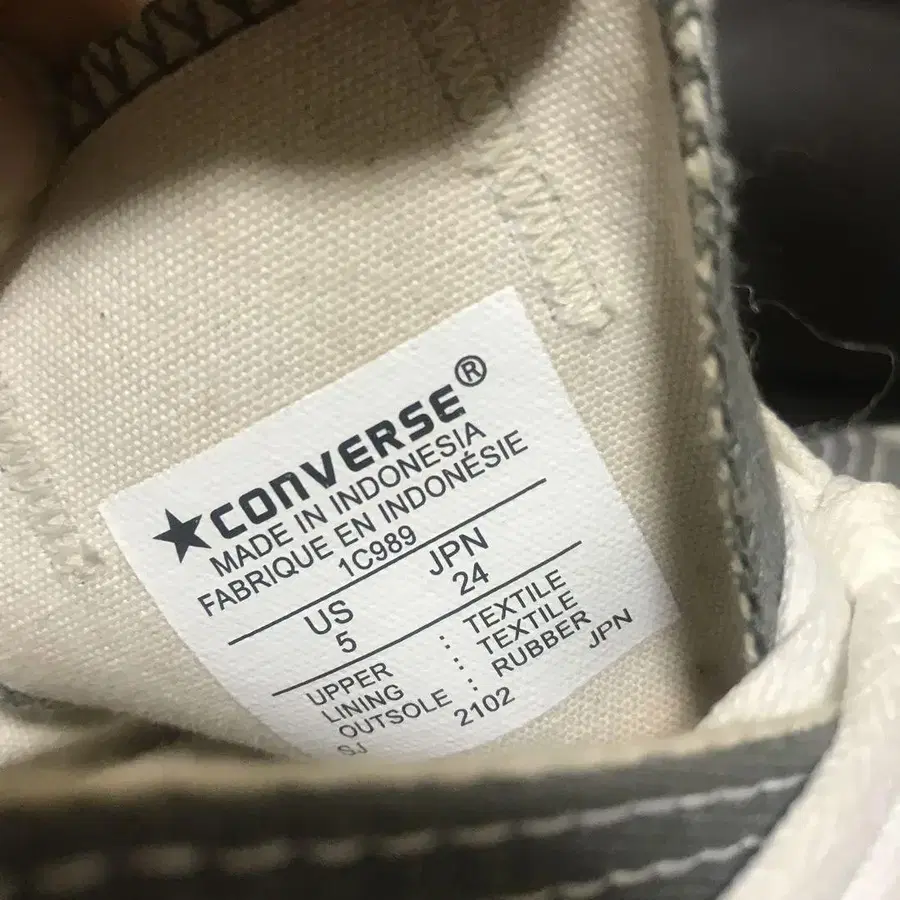 ★CONVERSE®
MADE IN INDONESIA
FABRIQUE EN INDONÉSIE
1C989
US JPN
5 24
UPPER : TEXTILE
LINING : TEXTILE
OUTSOLE : RUBBER
SJ 2102 JPN